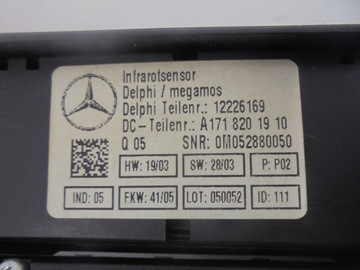 Infrarotsensor
Delphi / megamos
Delphi Teilenr.: 12226169
DC-Teilenr.: A171 820 19 10
Q 05 SNR: 0M052880050
HW: 19/03 SW: 28/03 P: P02
IND: 05 FKW: 41/05 LOT: 050052 ID: 111